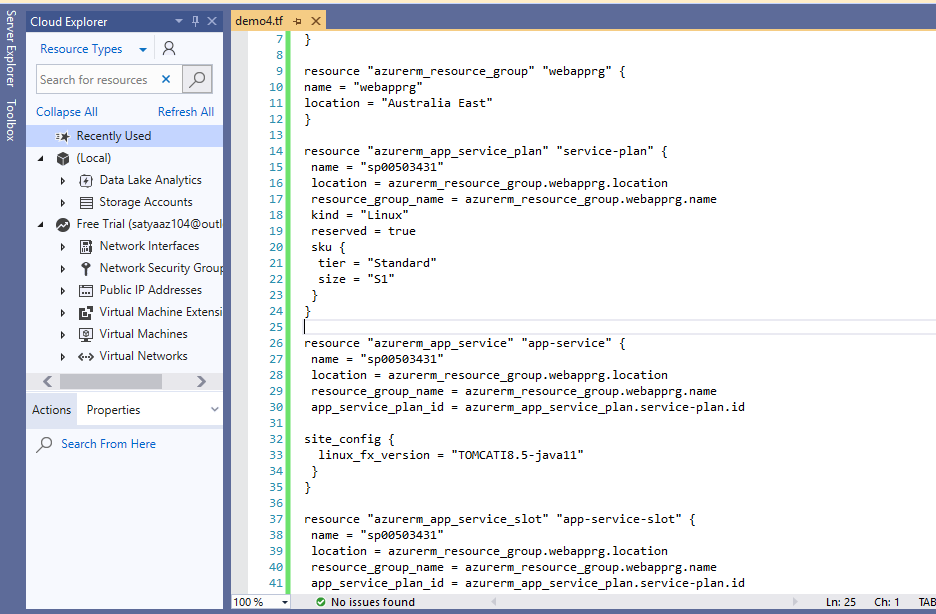 Server Explorer
Toolbox
Cloud Explorer
Resource Types
Search for resources
Collapse All Refresh All
Recently Used
(Local)
Data Lake Analytics
Storage Accounts
Free Trial (satyaaz104@outl
Network Interfaces
Network Security Group
Public IP Addresses
Virtual Machine Extensi
Virtual Machines
Virtual Networks
Actions Properties
Search From Here
demo4.tf
7 }
8
9 resource "azurerm_resource_group" "webapprg" {
10 name = "webapprg"
11 location = "Australia East"
12 }
13
14 resource "azurerm_app_service_plan" "service-plan" {
15 name = "sp00503431"
16 location = azurerm_resource_group.webapprg.location
17 resource_group_name = azurerm_resource_group.webapprg.name
18 kind = "Linux"
19 reserved = true
20 sku {
21 tier = "Standard"
22 size = "S1"
23 }
24 }
25
26 resource "azurerm_app_service" "app-service" {
27 name = "sp00503431"
28 location = azurerm_resource_group.webapprg.location
29 resource_group_name = azurerm_resource_group.webapprg.name
30 app_service_plan_id = azurerm_app_service_plan.service-plan.id
31
32 site_config {
33 linux_fx_version = "TOMCATI8.5-java11"
34 }
35 }
36
37 resource "azurerm_app_service_slot" "app-service-slot" {
38 name = "sp00503431"
39 location = azurerm_resource_group.webapprg.location
40 resource_group_name = azurerm_resource_group.webapprg.name
41 app_service_plan_id = azurerm_app_service_plan.service-plan.id
100 % No issues found Ln: 25 Ch: 1 TAB